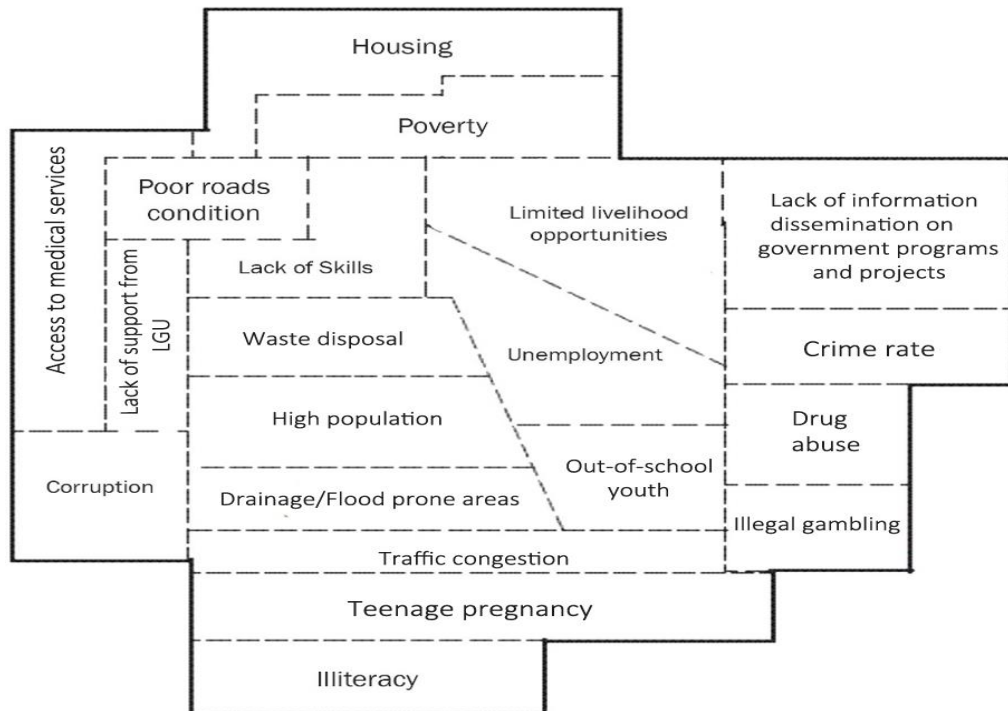 Housing
Poverty
Access to medical services
Poor roads
condition
Limited livelihood
opportunities
Lack of information
dissemination on
government programs
and projects
Lack of support from
LGU
Lack of Skills
Waste disposal
Unemployment
Crime rate
High population
Drug
abuse
Corruption
Out-of-school
youth
Drainage/Flood prone areas
Illegal gambling
Traffic congestion
Teenage pregnancy
Illiteracy